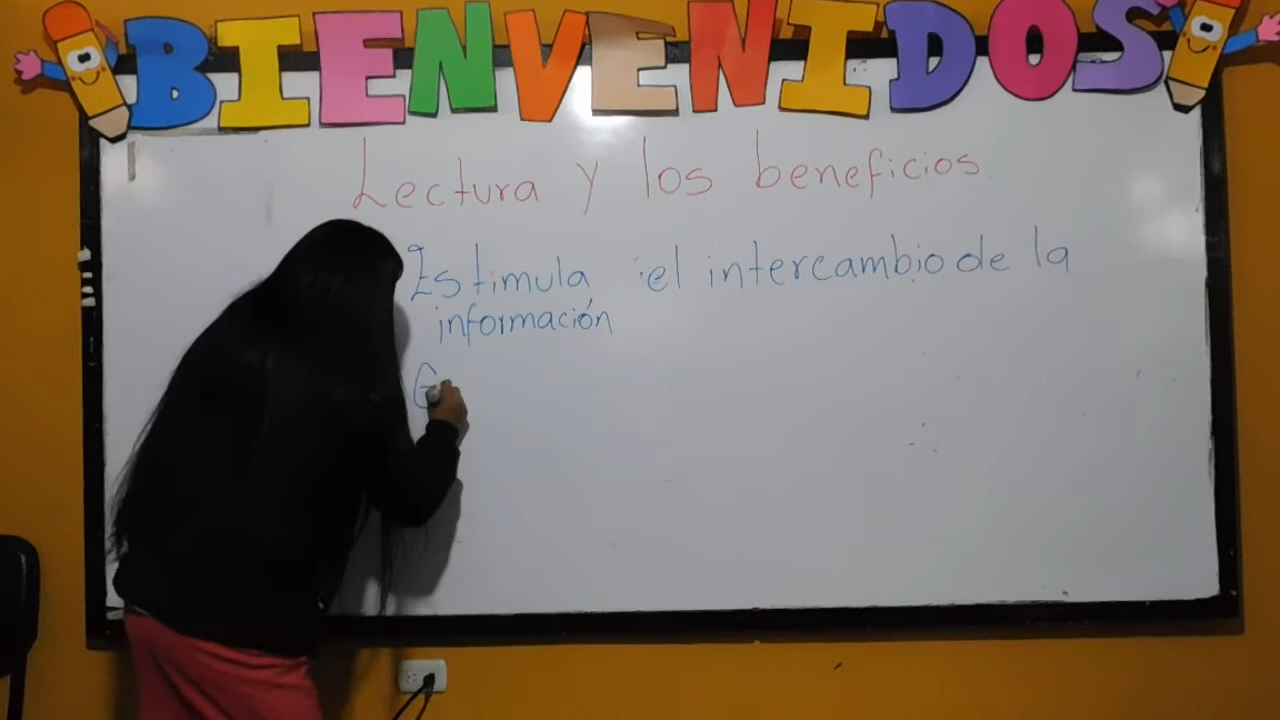 BIENVENIDOS
Lectura y los beneficios.
Estimula el intercambio de la
información
G